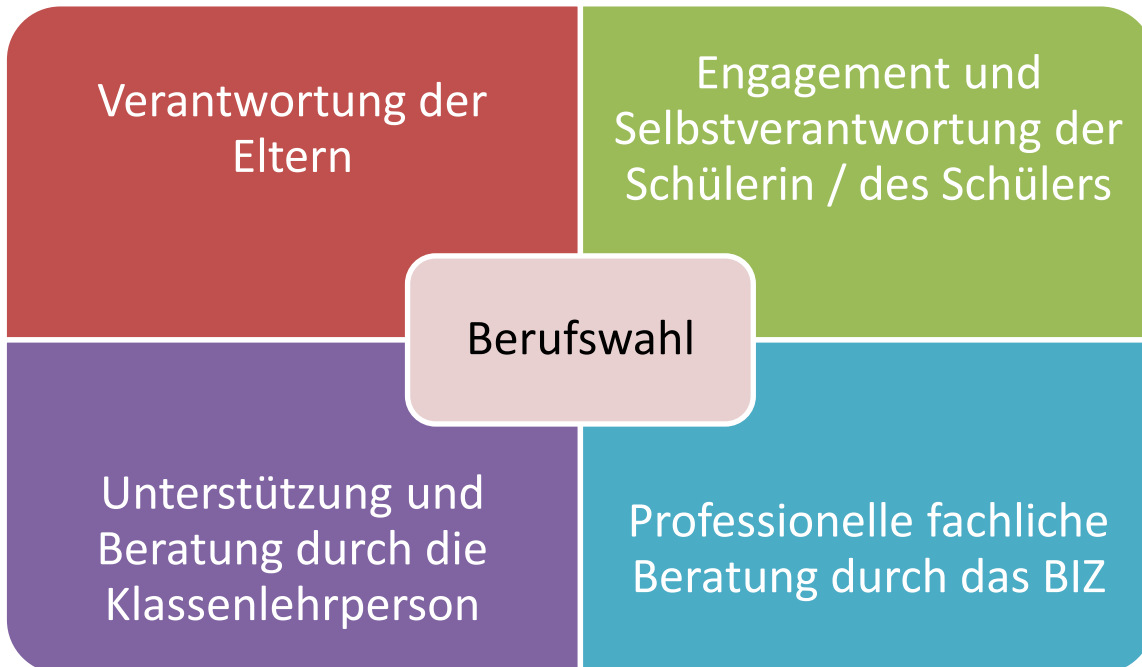 Verantwortung der
Eltern
Engagement und
Selbstverantwortung der
Schülerin / des Schülers
Berufswahl
Unterstützung und
Beratung durch die
Klassenlehrperson
Professionelle fachliche
Beratung durch das BIZ